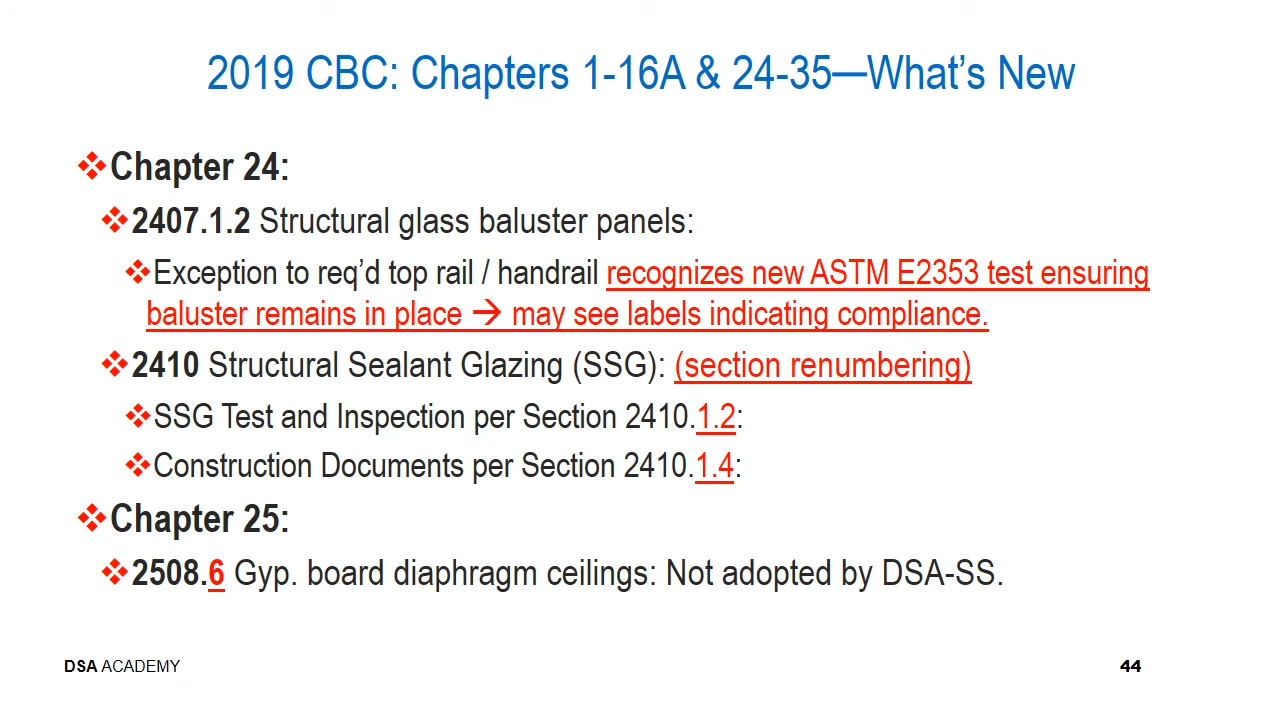 2019 CBC: Chapters 1-16A & 24-35—What’s New
❖Chapter 24:
❖2407.1.2 Structural glass baluster panels:
❖Exception to req’d top rail / handrail recognizes new ASTM E2353 test ensuring
baluster remains in place → may see labels indicating compliance.
❖2410 Structural Sealant Glazing (SSG): (section renumbering)
❖SSG Test and Inspection per Section 2410.1.2:
❖Construction Documents per Section 2410.1.4:
❖Chapter 25:
❖2508.6 Gyp. board diaphragm ceilings: Not adopted by DSA-SS.
DSA ACADEMY
44